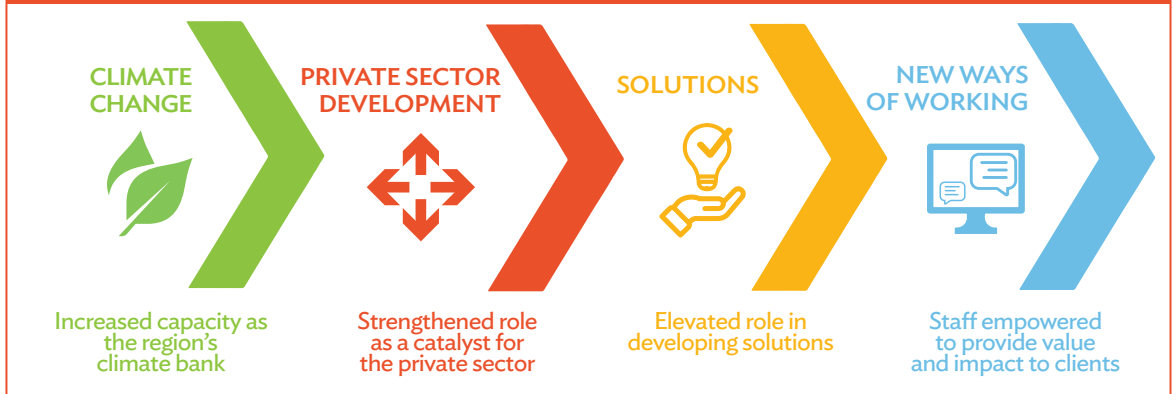 CLIMATE
CHANGE
Increased capacity as
the region's
climate bank
PRIVATE SECTOR
DEVELOPMENT
Strengthened role
as a catalyst for
the private sector
SOLUTIONS
Elevated role in
developing solutions
NEW WAYS
OF WORKING
Staff empowered
to provide value
and impact to clients